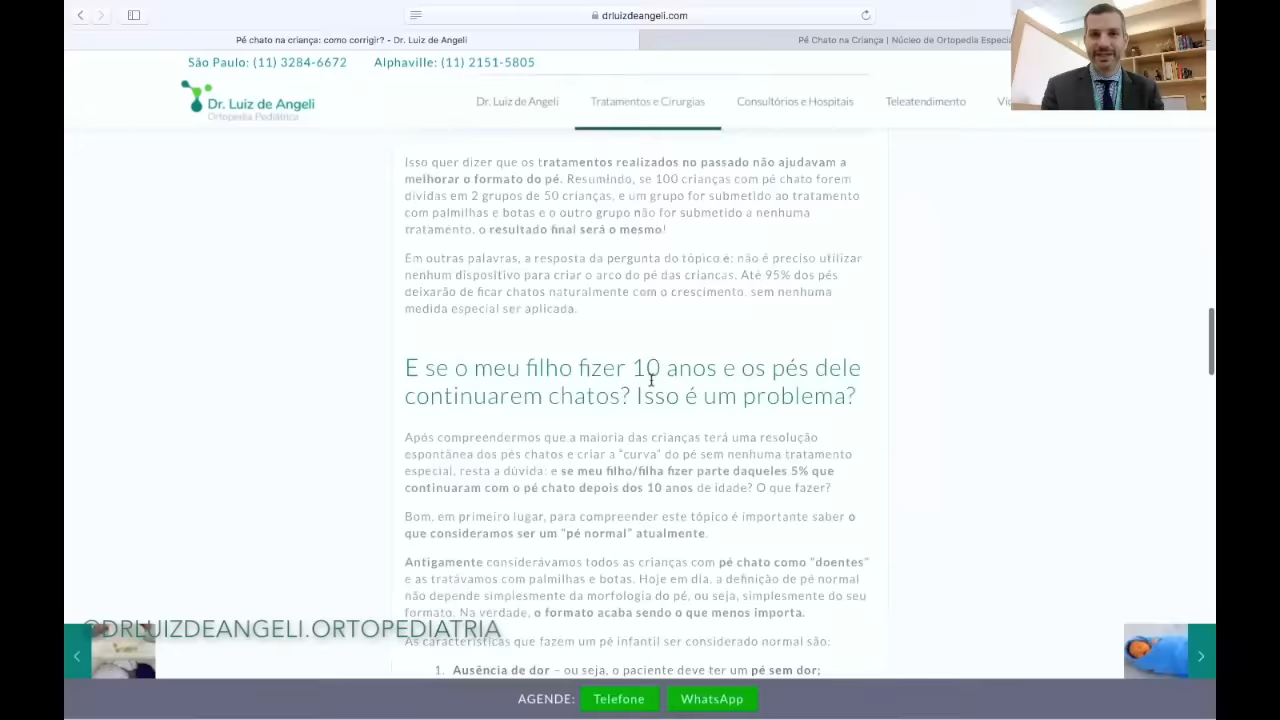 drluizdeangeli.com
Pé chato na criança: como corrigir? - Dr. Luiz de Angeli
Pé Chato na Criança | Núcleo de Ortopedia Especia
São Paulo: (11) 3284-6672 Alphaville: (11) 2151-5805
Dr. Luiz de Angeli
Ortopedia Pediátrica
Dr. Luiz de Angeli Tratamentos e Cirurgias Consultórios e Hospitais Teleatendimento
Isso quer dizer que os tratamentos realizados no passado não ajudavam a
melhorar o formato do pé. Resumindo, se 100 crianças com pé chato forem
dividas em 2 grupos de 50 crianças, e um grupo for submetido ao tratamento
com palmilhas e botas e o outro grupo não for submetido a nenhuma
tratamento, o resultado final será o mesmo!
Em outras palavras, a resposta da pergunta do tópico é: não é preciso utilizar
nenhum dispositivo para criar o arco do pé das crianças. Até 95% dos pés
deixarão de ficar chatos naturalmente com o crescimento, sem nenhuma
medida especial ser aplicada.
E se o meu filho fizer 10 anos e os pés dele
continuarem chatos? Isso é um problema?
Após compreendermos que a maioria das crianças terá uma resolução
espontânea dos pés chatos e criar a “curva” do pé sem nenhuma tratamento
especial, resta a dúvida: e se meu filho/filha fizer parte daqueles 5% que
continuaram com o pé chato depois dos 10 anos de idade? O que fazer?
Bom, em primeiro lugar, para compreender este tópico é importante saber o
que consideramos ser um “pé normal” atualmente.
Antigamente considerávamos todos as crianças com pé chato como “doentes”
e as tratávamos com palmilhas e botas. Hoje em dia, a definição de pé normal
não depende simplesmente da morfologia do pé, ou seja, simplesmente do seu
formato. Na verdade, o formato acaba sendo o que menos importa.
@DRLUIZDEANGELI.ORTOPEDIATRIA
As características que fazem um pé infantil ser considerado normal são:
1. Ausência de dor – ou seja, o paciente deve ter um pé sem dor;
AGENDE: Telefone WhatsApp